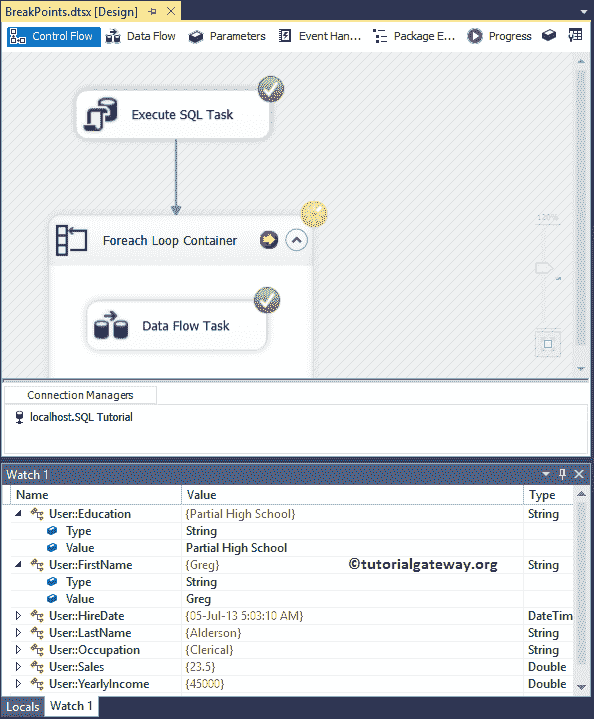 BreakPoints.dtsx [Design]
Control Flow Data Flow Parameters Event Han... Package E... Progress
Execute SQL Task
Foreach Loop Container
120%
Data Flow Task
Connection Managers
localhost.SQL Tutorial
Watch 1
Name Value Type
User::Education {Partial High School} String
Type String
Value Partial High School
User::FirstName {Greg} String
©tutorialgateway.org
Type String
Value Greg
User::HireDate {05-Jul-13 5:03:10 AM} DateTim
User::LastName {Alderson} String
User::Occupation {Clerical} String
User::Sales {23.5} Double
User::YearlyIncome {45000} Double
Locals Watch 1